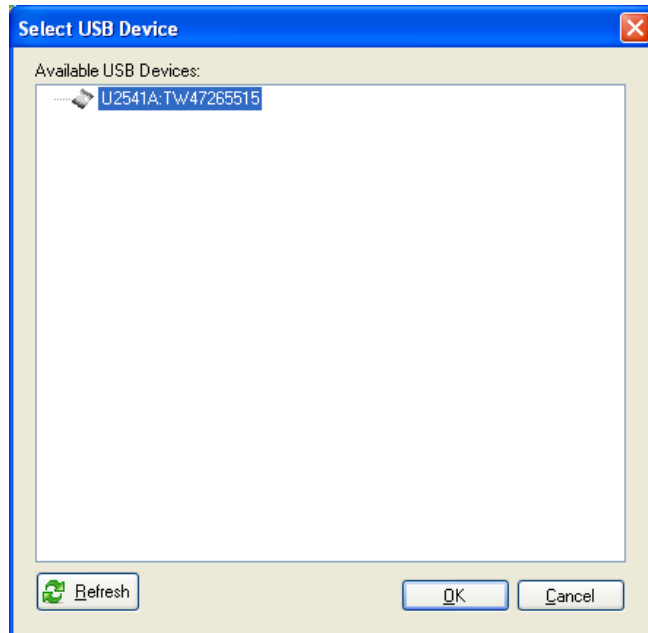 Select USB Device
Available USB Devices:
U2541A:TW47265515
Refresh
OK
Cancel